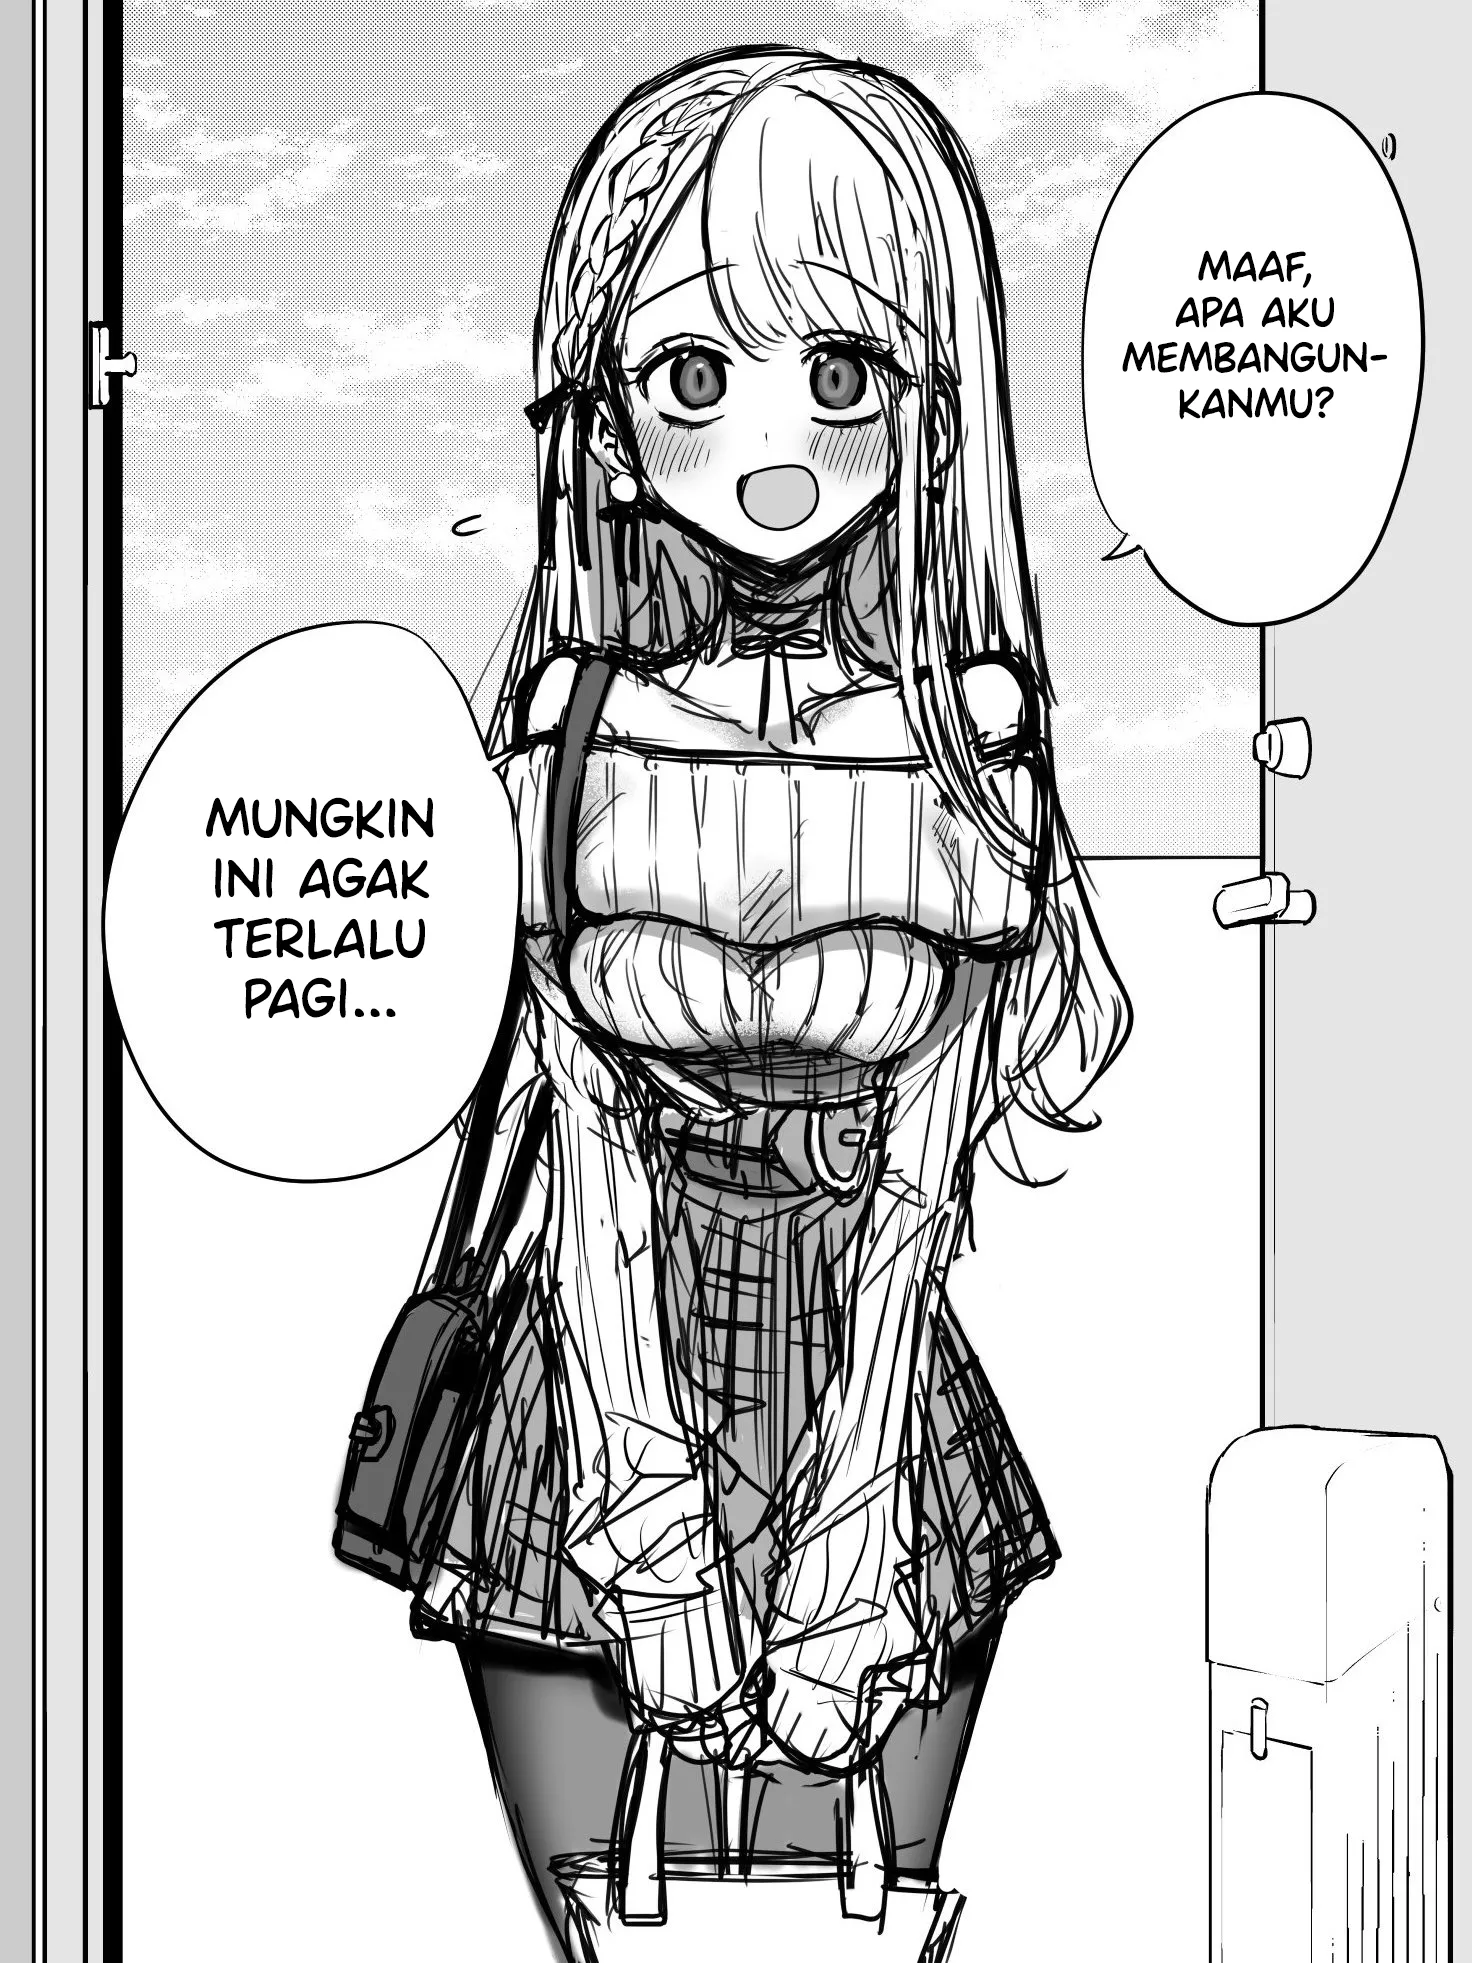 MAAF,
APA AKU
MEMBANGUN-
KANMU?
MUNGKIN
INI AGAK
TERLALU
PAGI...